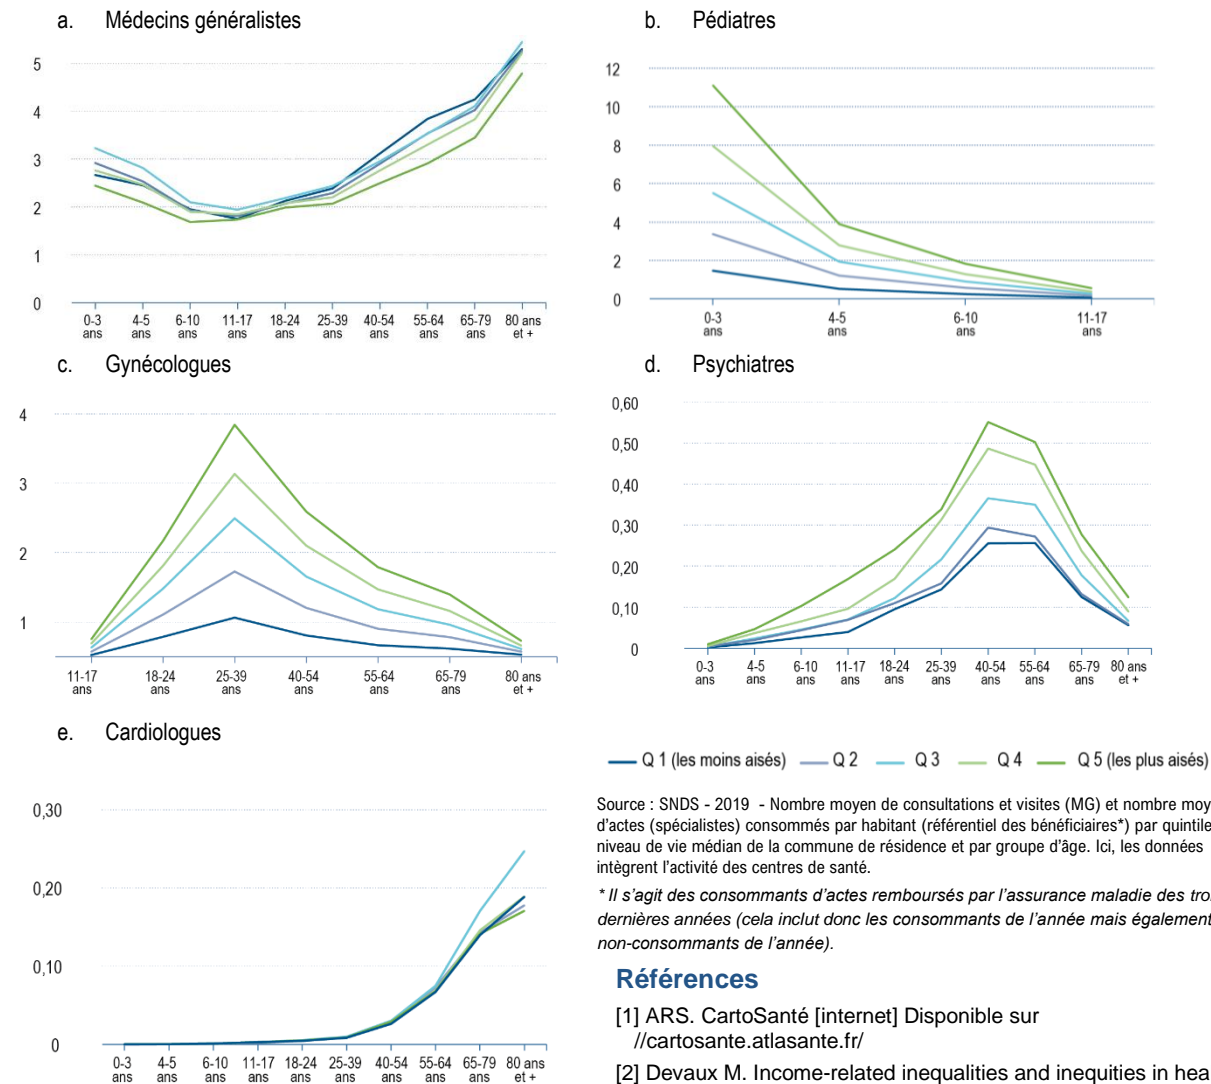 a. Médecins généralistes
5
4
3
2
1
0
0-3 ans
4-5 ans
6-10 ans
11-17 ans
18-24 ans
25-39 ans
40-54 ans
55-64 ans
65-79 ans
80 ans et +
b. Pédiatres
12
10
8
6
4
2
0
0-3 ans
4-5 ans
6-10 ans
11-17 ans
c. Gynécologues
4
3
2
1
11-17 ans
18-24 ans
25-39 ans
40-54 ans
55-64 ans
65-79 ans
80 ans et +
d. Psychiatres
0,60
0,50
0,40
0,30
0,20
0,10
0
0-3 ans
4-5 ans
6-10 ans
11-17 ans
18-24 ans
25-39 ans
40-54 ans
55-64 ans
65-79 ans
80 ans et +
e. Cardiologues
0,30
0,20
0,10
0
0-3 ans
4-5 ans
6-10 ans
11-17 ans
18-24 ans
25-39 ans
40-54 ans
55-64 ans
65-79 ans
80 ans et +
Q 1 (les moins aisés) Q 2 Q 3 Q 4 Q 5 (les plus aisés)
Source : SNDS - 2019 - Nombre moyen de consultations et visites (MG) et nombre moy
d'actes (spécialistes) consommés par habitant (référentiel des bénéficiaires*) par quintile
niveau de vie médian de la commune de résidence et par groupe d'âge. Ici, les données
intègrent l'activité des centres de santé.
* Il s'agit des consommants d'actes remboursés par l'assurance maladie des tro
dernières années (cela inclut donc les consommants de l'année mais également
non-consommants de l'année).
Références
[1] ARS. CartoSanté [internet] Disponible sur
//cartosante.atlasante.fr/
[2] Devaux M. Income-related inequalities and inequities in hea